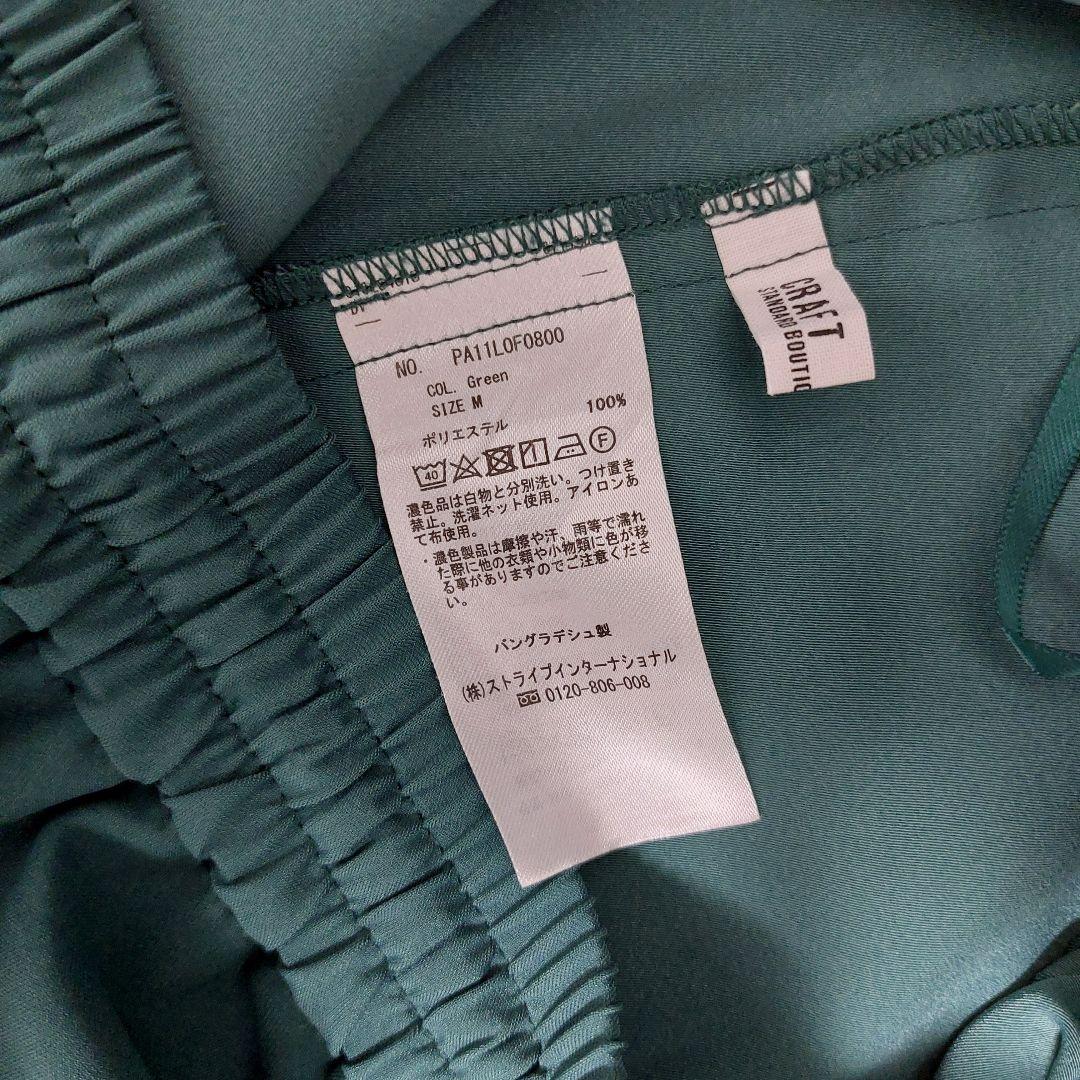 NO. PA11L0F0800
COL. Green
SIZE M
ポリエステル 100%
40 F
濃色品は白物と分別洗い。つけ置き
禁止。洗濯ネット使用。アイロンあ
て布使用。
・濃色製品は摩擦や汗、雨等で濡れ
た際に他の衣類や小物類に色が移
る事がありますのでご注意くださ
い。
バングラデシュ製
(株)ストライプインターナショナル
0120-806-008
CRAFT
STANDARD BOUTIQ